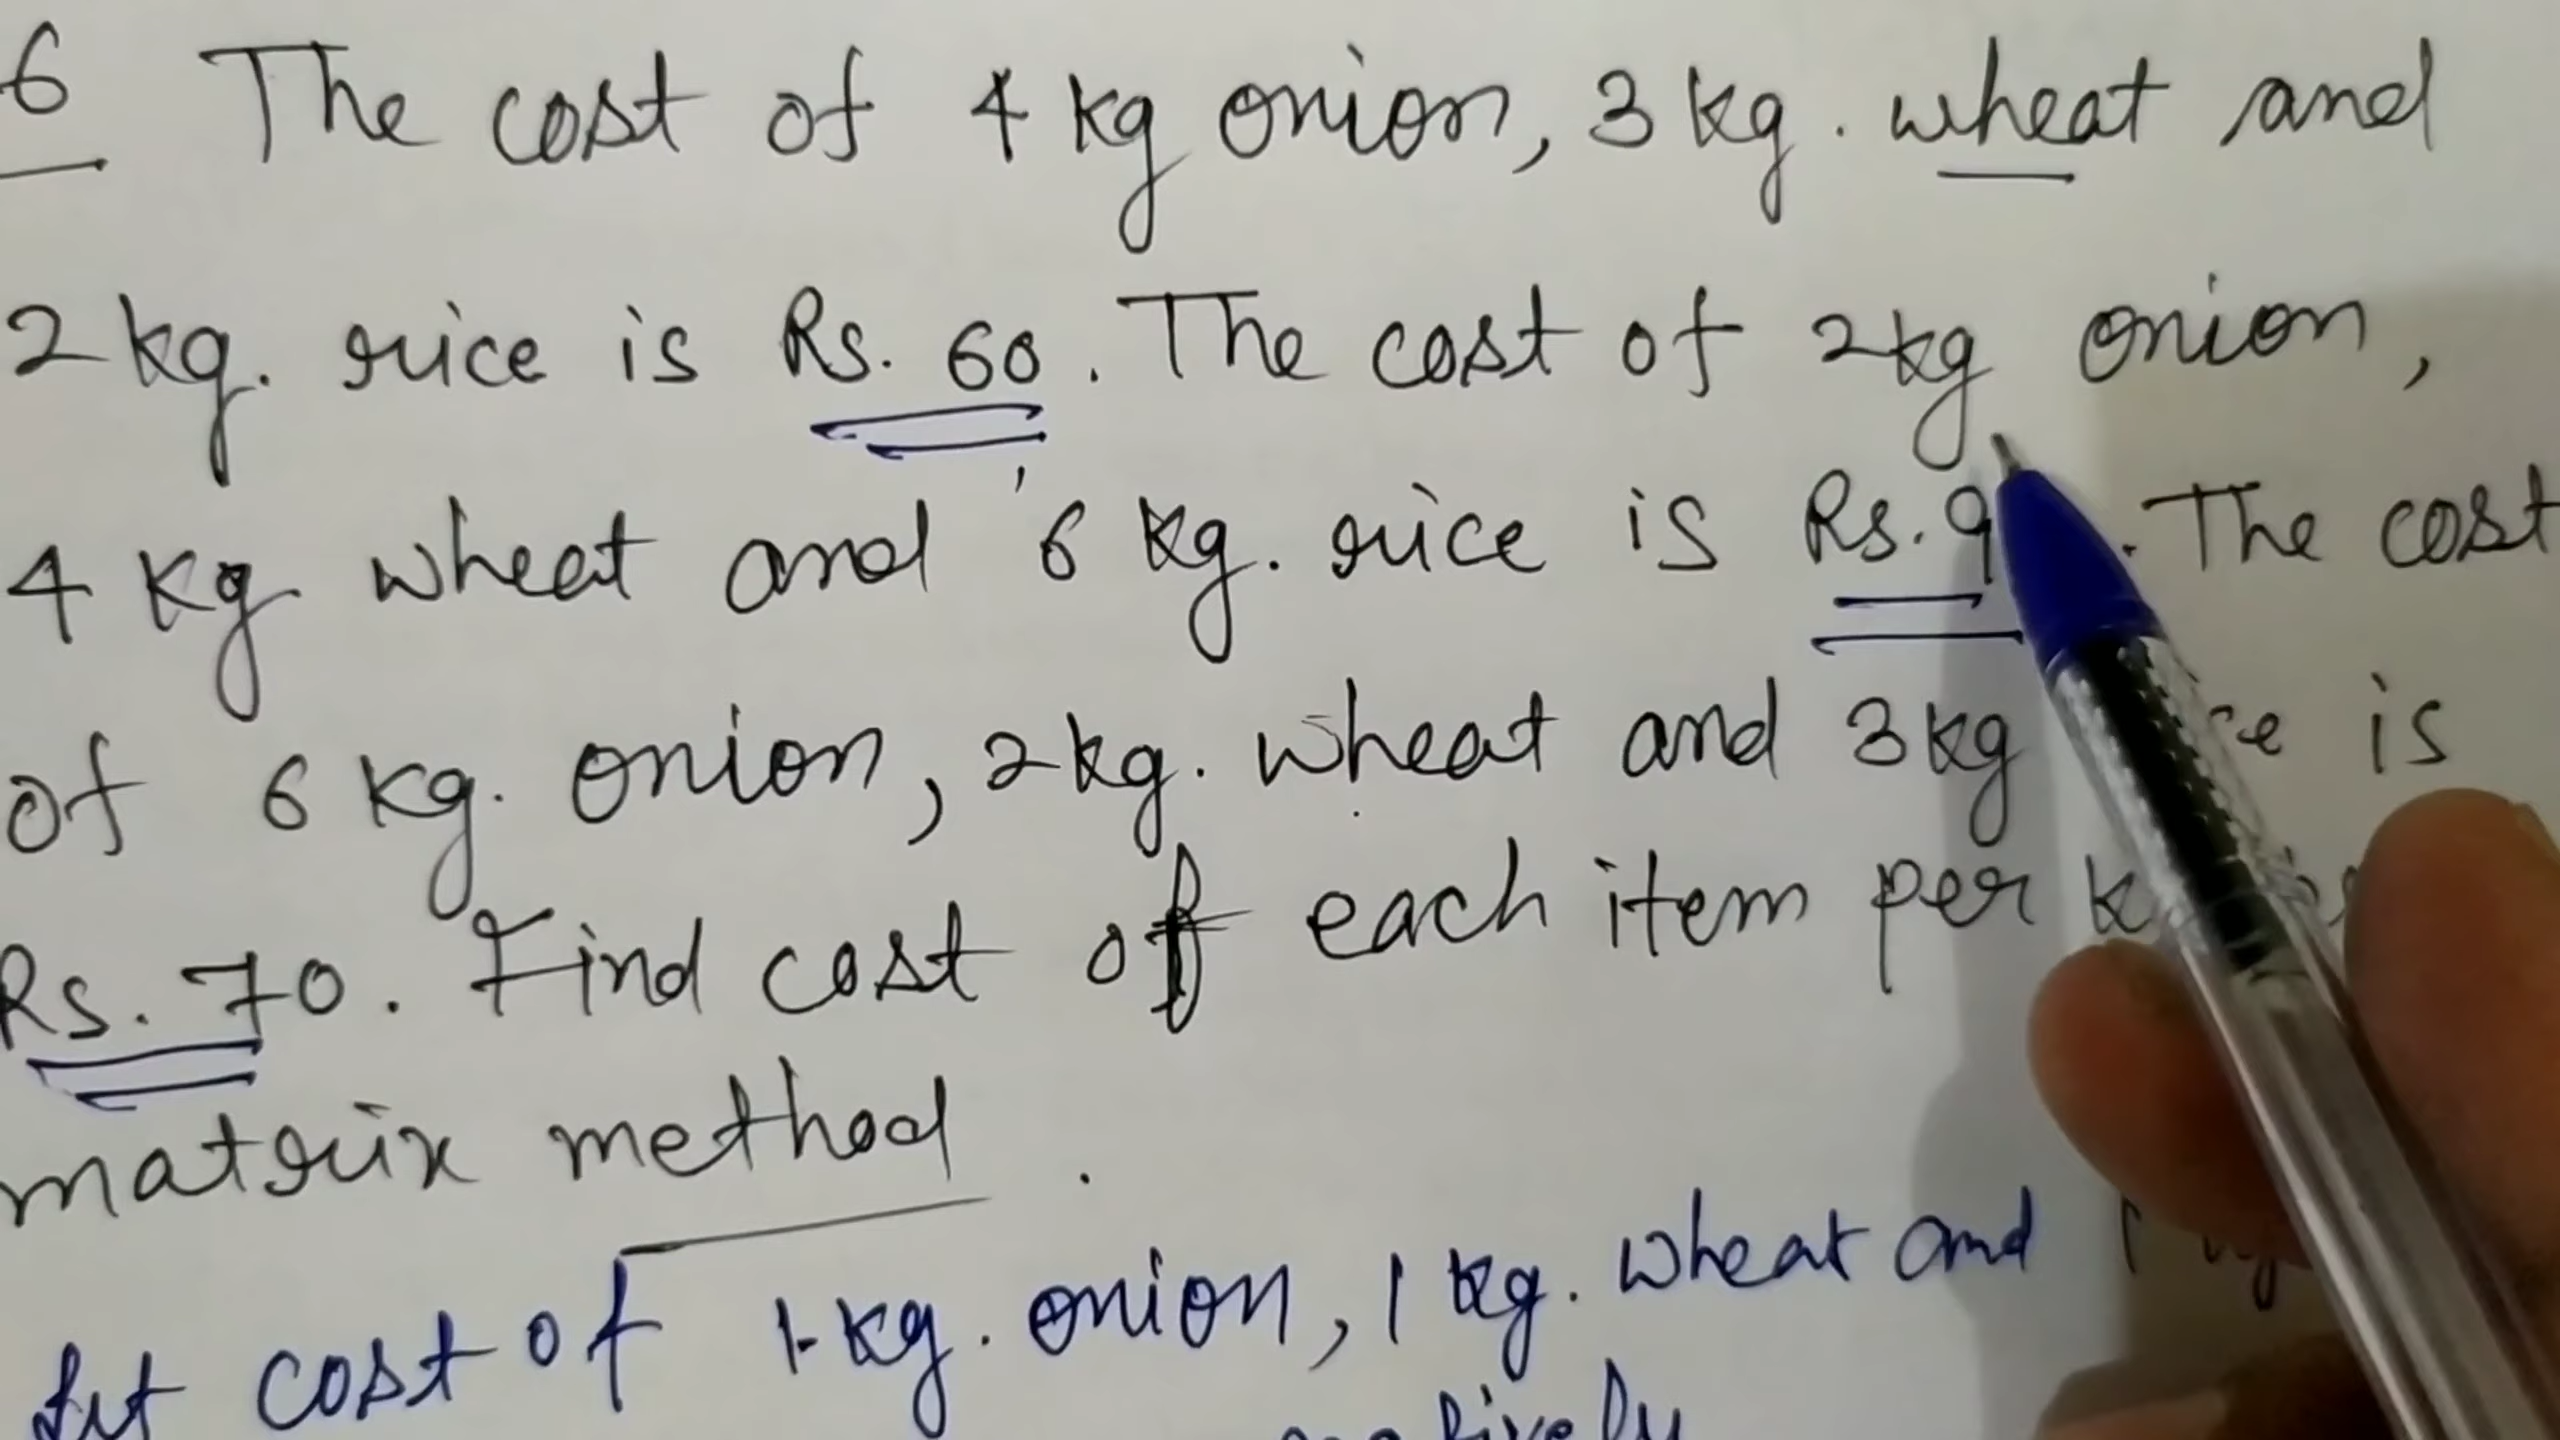 6 The cost of 4 kg onion, 3 kg. wheat and
2 kg. rice is Rs. 60. The cost of 2 kg onion,
4 kg. wheat and 6 kg. rice is Rs. 9 . The cost
of 6 kg. onion, 2 kg. wheat and 3 kg is
Rs. 70. Find cost of each item per
matrix method.
Let cost of 1 kg. onion, 1 kg. wheat and 1